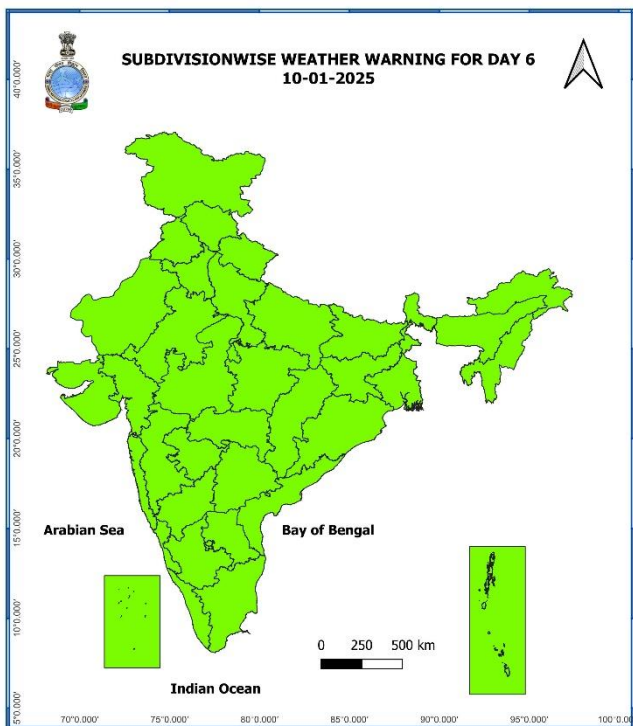 SUBDIVISIONWISE WEATHER WARNING FOR DAY 6
10-01-2025
40°0.000'
35°0.000'
30°0.000'
25°0.000'
20°0.000'
15°0.000'
10°0.000'
5°0.000'
Arabian Sea
Bay of Bengal
0 250 500 km
Indian Ocean
70°0.000' 75°0.000' 80°0.000' 85°0.000' 90°0.000' 95°0.000' 100°0.0